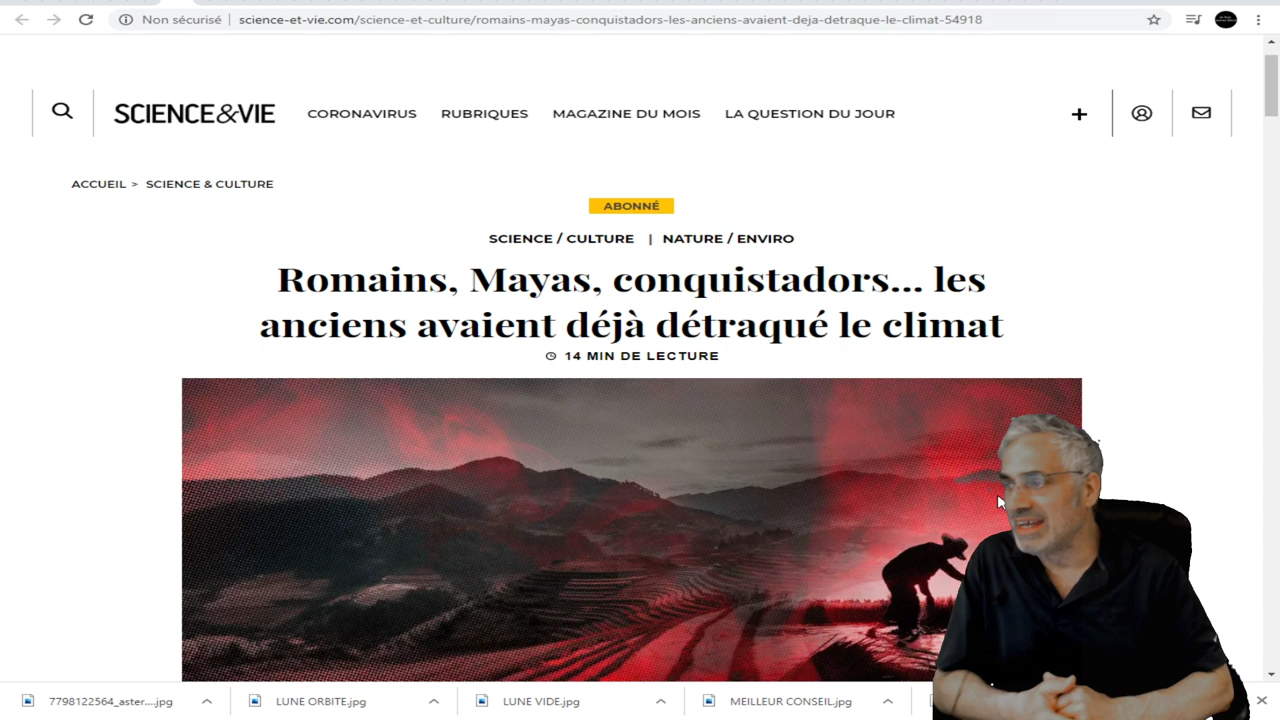 Non sécurisé | science-et-vie.com/science-et-culture/romains-mayas-conquistadors-les-anciens-avaient-deja-detraque-le-climat-54918
SCIENCE&VIE CORONAVIRUS RUBRIQUES MAGAZINE DU MOIS LA QUESTION DU JOUR
ACCUEIL > SCIENCE & CULTURE
ABONNÉ
SCIENCE / CULTURE | NATURE / ENVIRO
Romains, Mayas, conquistadors... les
anciens avaient déjà détraqué le climat
14 MIN DE LECTURE
7798122564_aster....jpg LUNE ORBITE.jpg LUNE VIDE.jpg MEILLEUR CONSEIL.jpg